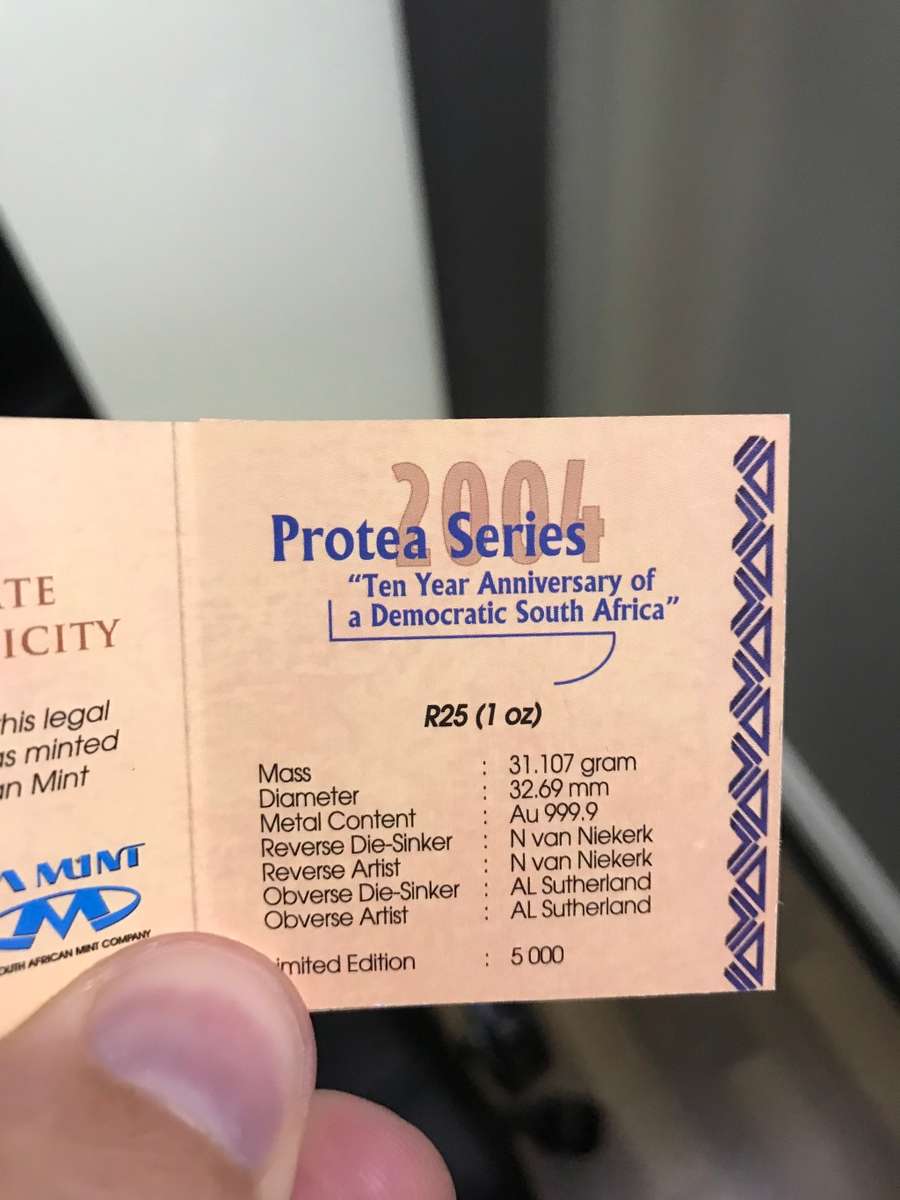 ATE
ICITY
his legal
as minted
an Mint
A MINT
OUTH AFRICAN MINT COMPANY
2004
Protea Series
"Ten Year Anniversary of
a Democratic South Africa"
R25 (1 oz)
Mass : 31.107 gram
Diameter : 32.69 mm
Metal Content : Au 999.9
Reverse Die-Sinker : N van Niekerk
Reverse Artist : N van Niekerk
Obverse Die-Sinker : AL Sutherland
Obverse Artist : AL Sutherland
imited Edition : 5 000